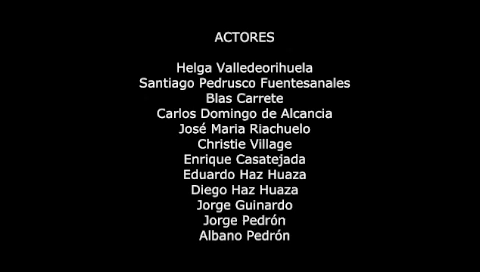 ACTORES
Helga Valledeorihuela
Santiago Pedrusco Fuentesanales
Blas Carrete
Carlos Domingo de Alcancia
José Maria Riachuelo
Christie Village
Enrique Casatejada
Eduardo Haz Huaza
Diego Haz Huaza
Jorge Guinardo
Jorge Pedrón
Albano Pedrón